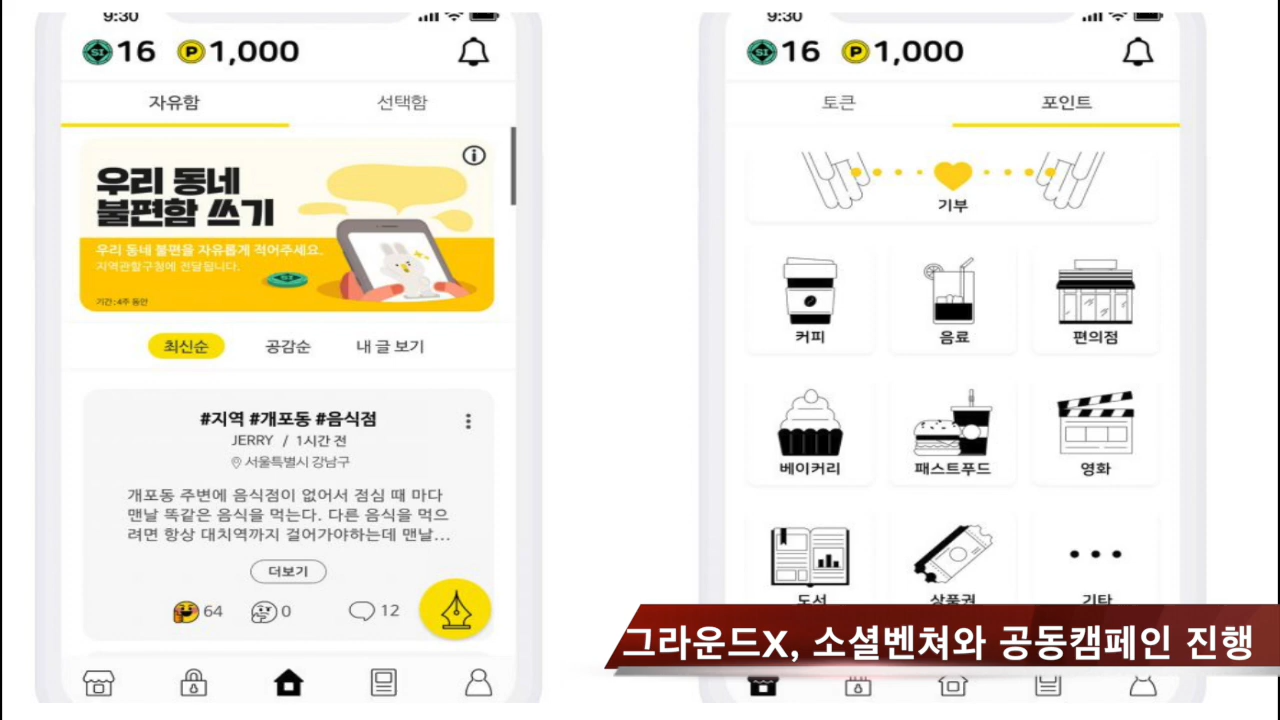 9:30
SI 16 P 1,000
자유함 선택함
우리 동네
불편함 쓰기
우리 동네 불편을 자유롭게 적어주세요.
지역관할구청에 전달됩니다.
SI
기간:4주 동안
최신순 공감순 내 글 보기
#지역 #개포동 #음식점
JERRY / 1시간 전
서울특별시 강남구
개포동 주변에 음식점이 없어서 점심 때 마다
맨날 똑같은 음식을 먹는다. 다른 음식을 먹으
려면 항상 대치역까지 걸어가야하는데 맨날...
더보기
64 0 12
9:30
SI 16 P 1,000
토큰 포인트
기부
커피 음료 편의점
베이커리 패스트푸드 영화
도서 상품권 기타
그라운드X, 소셜벤쳐와 공동캠페인 진행